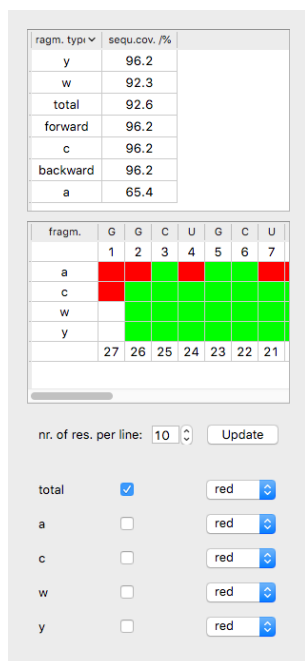 ragm. type sequ.cov. /%
y 96.2
w 92.3
total 92.6
forward 96.2
c 96.2
backward 96.2
a 65.4
fragm. G G C U G C U
1 2 3 4 5 6 7
a
c
w
y
27 26 25 24 23 22 21
nr. of res. per line: 10 Update
total red
a red
c red
w red
y red